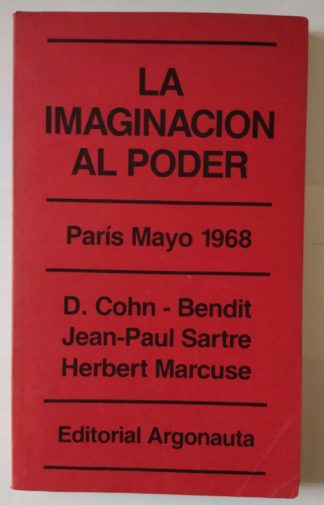 LA
IMAGINACION
AL PODER
París Mayo 1968
D. Cohn - Bendit
Jean-Paul Sartre
Herbert Marcuse
Editorial Argonauta